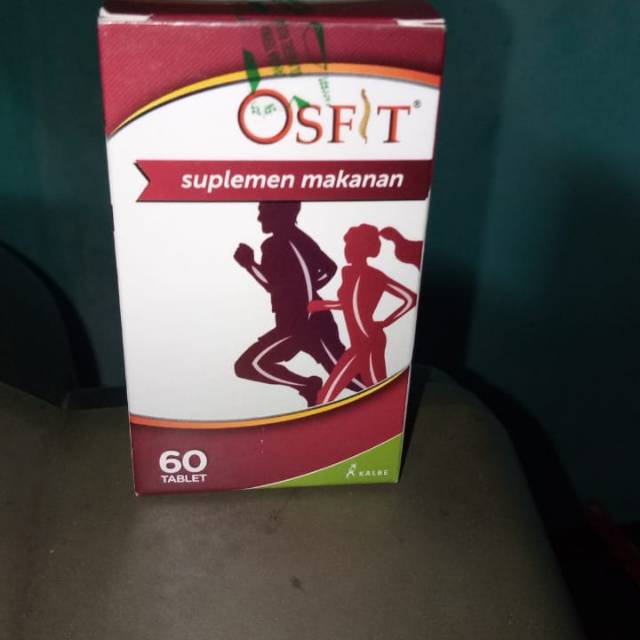 OSFIT®
suplemen makanan
60
TABLET
KALBE